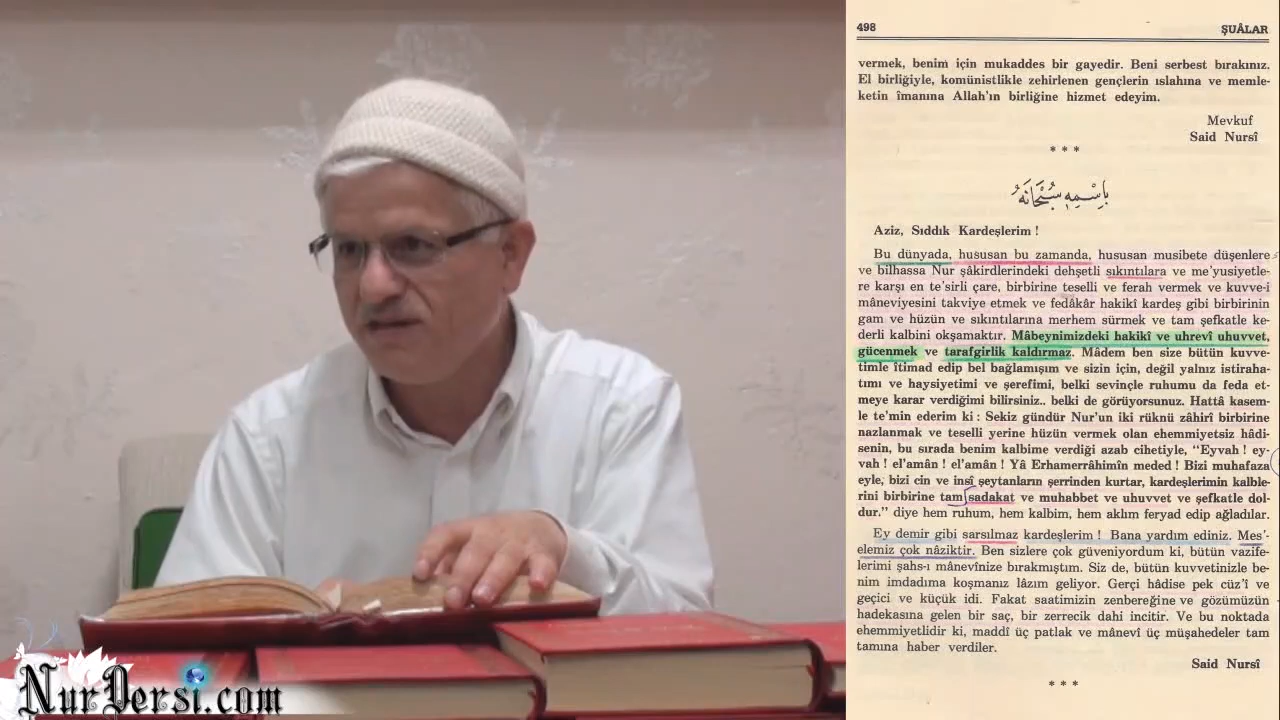 498
ŞUÂLAR
vermek, benim için mukaddes bir gayedir. Beni serbest bırakınız.
El birliğiyle, komünistlikle zehirlenen gençlerin ıslahına ve memle-
ketin îmanına Allah'ın birliğine hizmet edeyim.
Mevkuf
Said Nursî
* * *
بِاسْمِهِ سُبْحَانَهُ
Aziz, Sıddık Kardeşlerim !
Bu dünyada, hususan bu zamanda, hususan musibete düşenlere
ve bilhassa Nur şâkirdlerindeki dehşetli sıkıntılara ve me'yusiyetle-
re karşı en te'sirli çare, birbirine teselli ve ferah vermek ve kuvve-i
mâneviyesini takviye etmek ve fedâkâr hakikî kardeş gibi birbirinin
gam ve hüzün ve sıkıntılarına merhem sürmek ve tam şefkatle ke-
derli kalbini okşamaktır. Mâbeynimizdeki hakikî ve uhrevî uhuvvet,
gücenmek ve tarafgirlik kaldırmaz. Mâdem ben size bütün kuvve-
timle îtimad edip bel bağlamışım ve sizin için, değil yalnız istiraha-
tımı ve haysiyetimi ve şerefimi, belki sevinçle ruhumu da feda et-
meye karar verdiğimi bilirsiniz.. belki de görüyorsunuz. Hattâ kasem-
le te'min ederim ki : Sekiz gündür Nur'un iki rüknü zâhirî birbirine
nazlanmak ve teselli yerine hüzün vermek olan ehemmiyetsiz hâdi-
senin, bu sırada benim kalbime verdiği azab cihetiyle, "Eyvah ! ey-
vah ! el'amân ! el'amân ! Yâ Erhamerrâhimîn meded ! Bizi muhafaza
eyle, bizi cin ve insî şeytanların şerrinden kurtar, kardeşlerimin kalble-
rini birbirine tam sadakat ve muhabbet ve uhuvvet ve şefkatle dol-
dur." diye hem ruhum, hem kalbim, hem aklım feryad edip ağladılar.
Ey demir gibi sarsılmaz kardeşlerim ! Bana yardım ediniz. Mes'-
elemiz çok nâziktir. Ben sizlere çok güveniyordum ki, bütün vazife-
lerimi şahs-ı mânevînize bırakmıştım. Siz de, bütün kuvvetinizle be-
nim imdadıma koşmanız lâzım geliyor. Gerçi hâdise pek cüz'î ve
geçici ve küçük idi. Fakat saatimizin zenbereğine ve gözümüzün
hadekasına gelen bir saç, bir zerrecik dahi incitir. Ve bu noktada
ehemmiyetlidir ki, maddî üç patlak ve mânevî üç müşahedeler tam
tamına haber verdiler.
Said Nursî
* * *
NurDersi.com